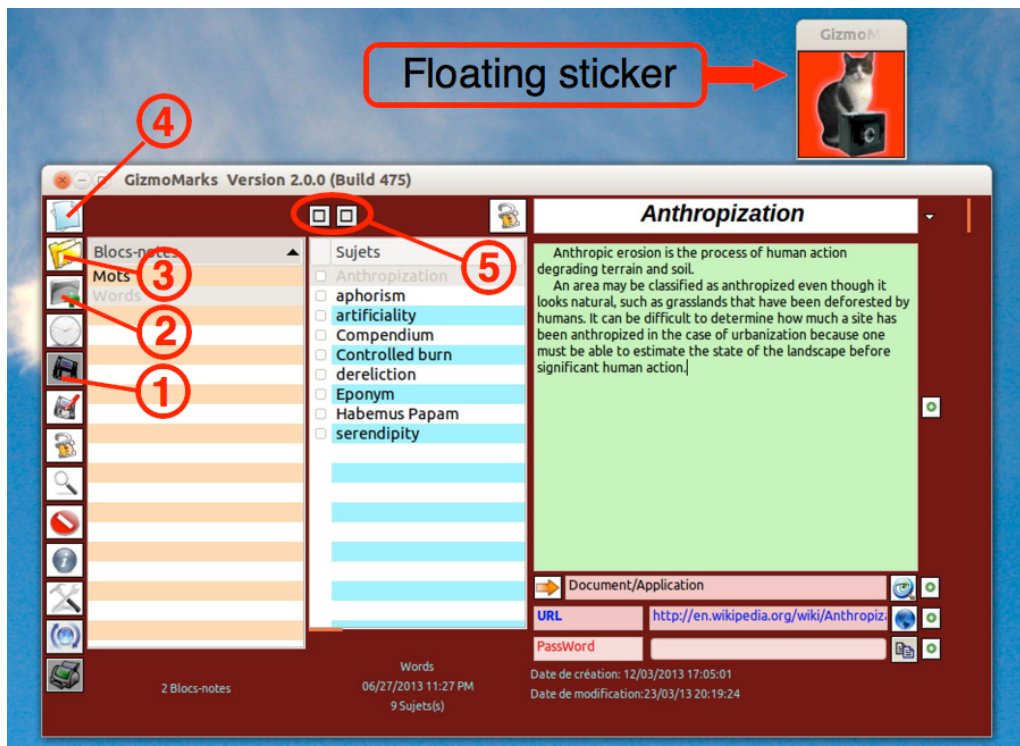 GizmoM
Floating sticker
4
GizmoMarks Version 2.0.0 (Build 475)
Anthropization
5
Blocs-notes
Mots
Words
3
2
1
Sujets
Anthropization
aphorism
artificiality
Compendium
Controlled burn
dereliction
Eponym
Habemus Papam
serendipity
Anthropic erosion is the process of human action
degrading terrain and soil.
An area may be classified as anthropized even though it
looks natural, such as grasslands that have been deforested by
humans. It can be difficult to determine how much a site has
been anthropized in the case of urbanization because one
must be able to estimate the state of the landscape before
significant human action.
Document/Application
URL
http://en.wikipedia.org/wiki/Anthropiz
PassWord
2 Blocs-notes
Words
06/27/2013 11:27 PM
9 Sujets(s)
Date de création: 12/03/2013 17:05:01
Date de modification:23/03/13 20:19:24